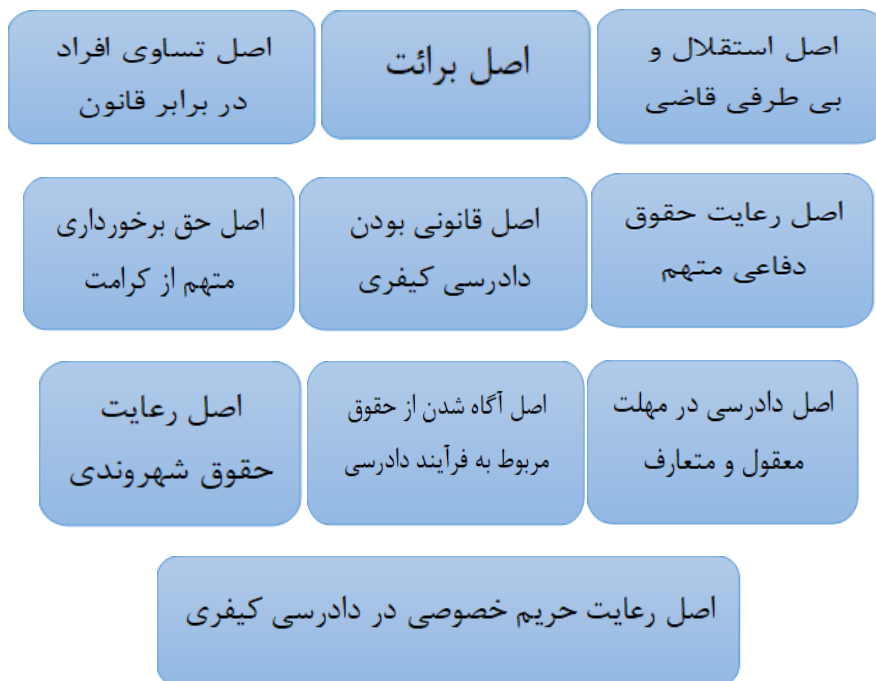 اصل استقلال و
بی طرفی قاضی
اصل برائت
اصل تساوی افراد
در برابر قانون
اصل رعایت حقوق
دفاعی متهم
اصل قانونی بودن
دادرسی کیفری
اصل حق برخورداری
متهم از کرامت
اصل دادرسی در مهلت
معقول و متعارف
اصل آگاه شدن از حقوق
مربوط به فرآیند دادرسی
اصل رعایت
حقوق شهروندی
اصل رعایت حریم خصوصی در دادرسی کیفری